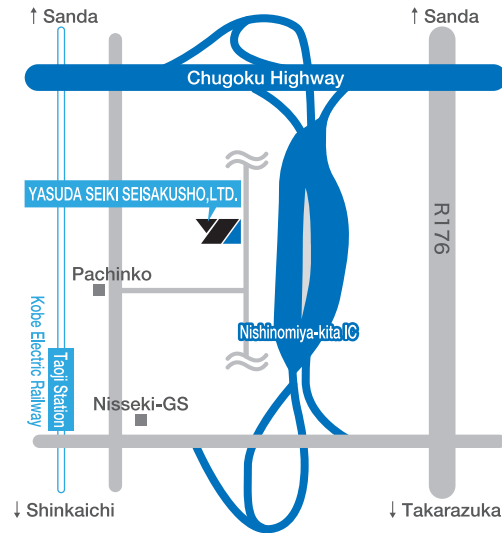 ↑ Sanda
↑ Sanda
Chugoku Highway
YASUDA SEIKI SEISAKUSHO,LTD.
R176
Pachinko
Nishinomiya-kita IC
Kobe Electric Railway
Taoji Station
Nisseki-GS
↓ Shinkaichi
↓ Takarazuka